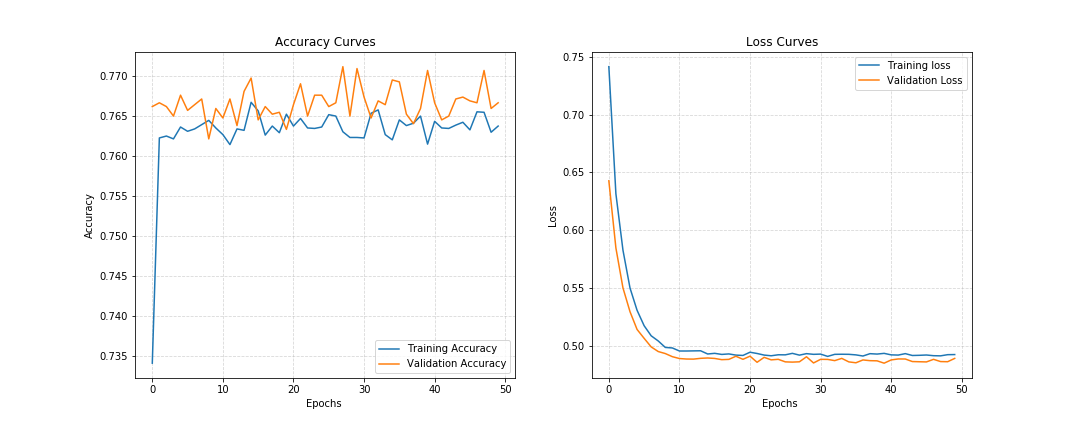 Accuracy Curves
0.770
0.765
0.760
0.755
0.750
0.745
0.740
0.735
Accuracy
0
10
20
30
40
50
Epochs
Training Accuracy
Validation Accuracy
Loss Curves
0.75
0.70
0.65
0.60
0.55
0.50
Loss
0
10
20
30
40
50
Epochs
Training loss
Validation Loss